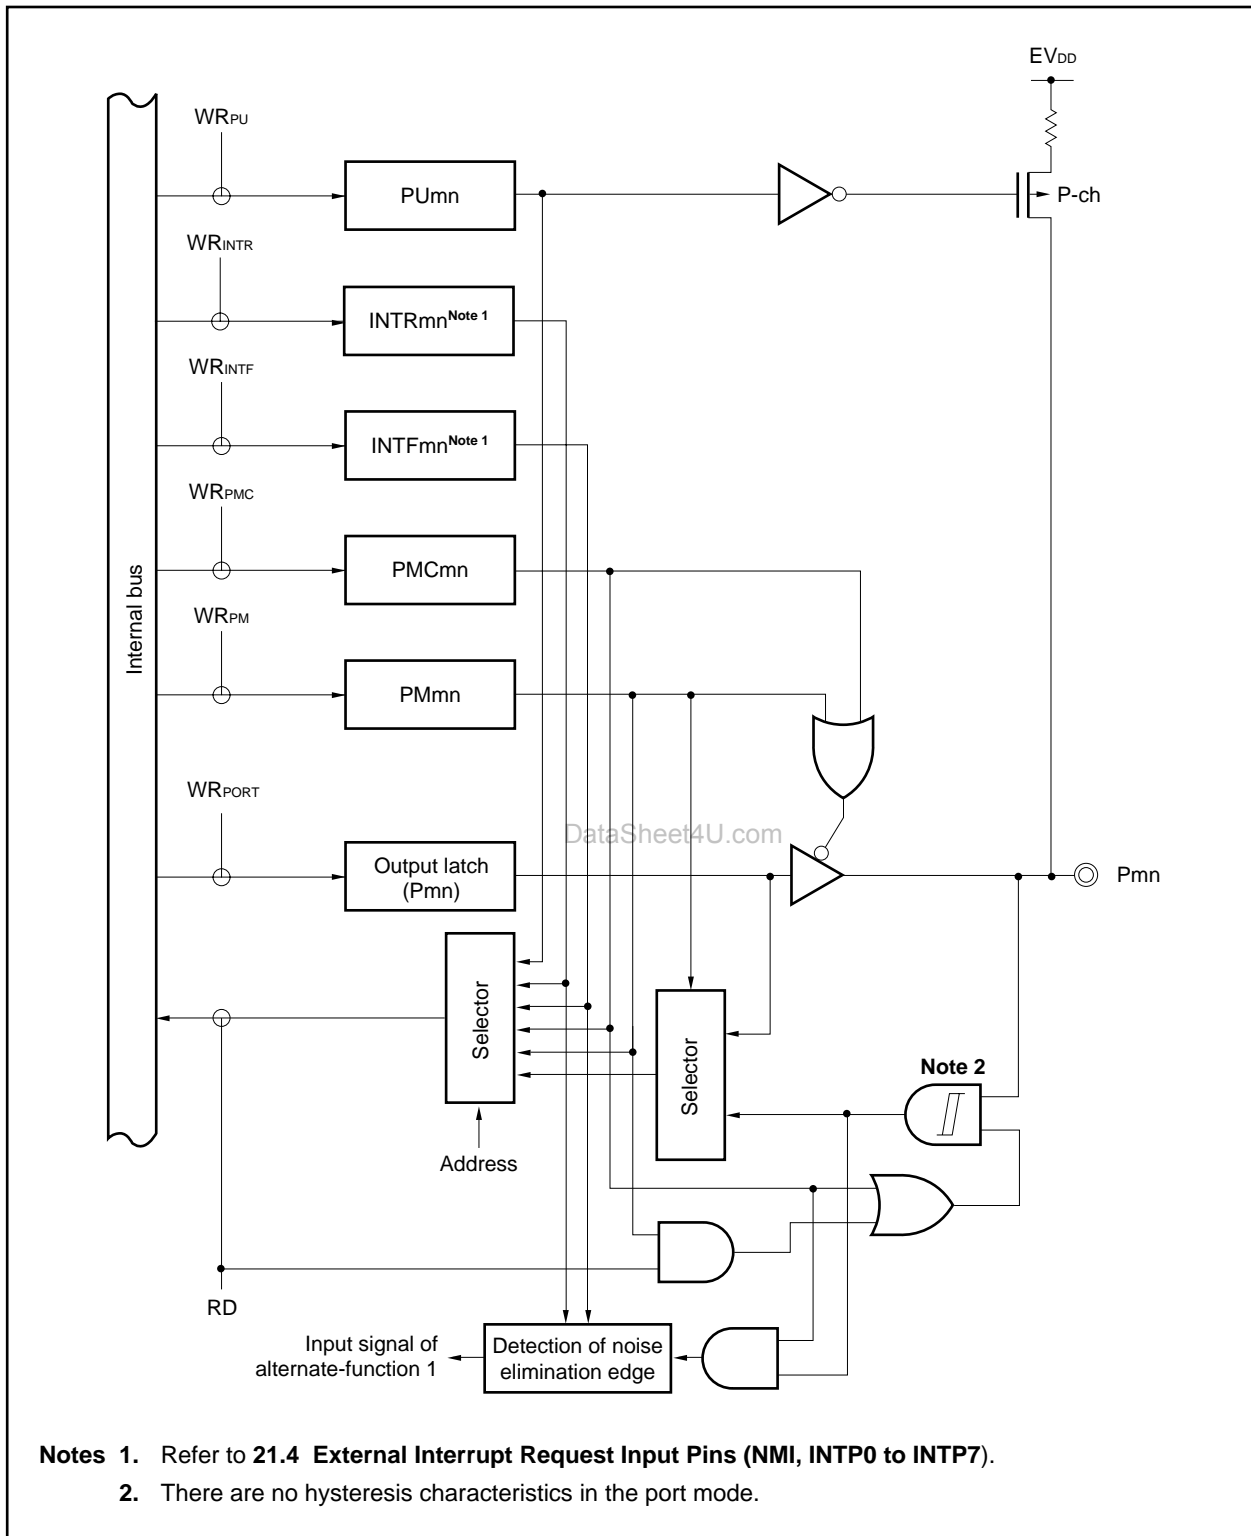 EVDD
WRPU
PUmn
P-ch
WRINTR
INTRmnNote 1
WRINTF
INTFmnNote 1
WRPMC
PMCmn
Internal bus
WRPM
PMmn
WRPORT
DataSheet4U.com
Output latch
(Pmn)
Pmn
Selector
Selector
Note 2
Address
RD
Input signal of
alternate-function 1
Detection of noise
elimination edge
Notes 1. Refer to 21.4 External Interrupt Request Input Pins (NMI, INTP0 to INTP7).
2. There are no hysteresis characteristics in the port mode.